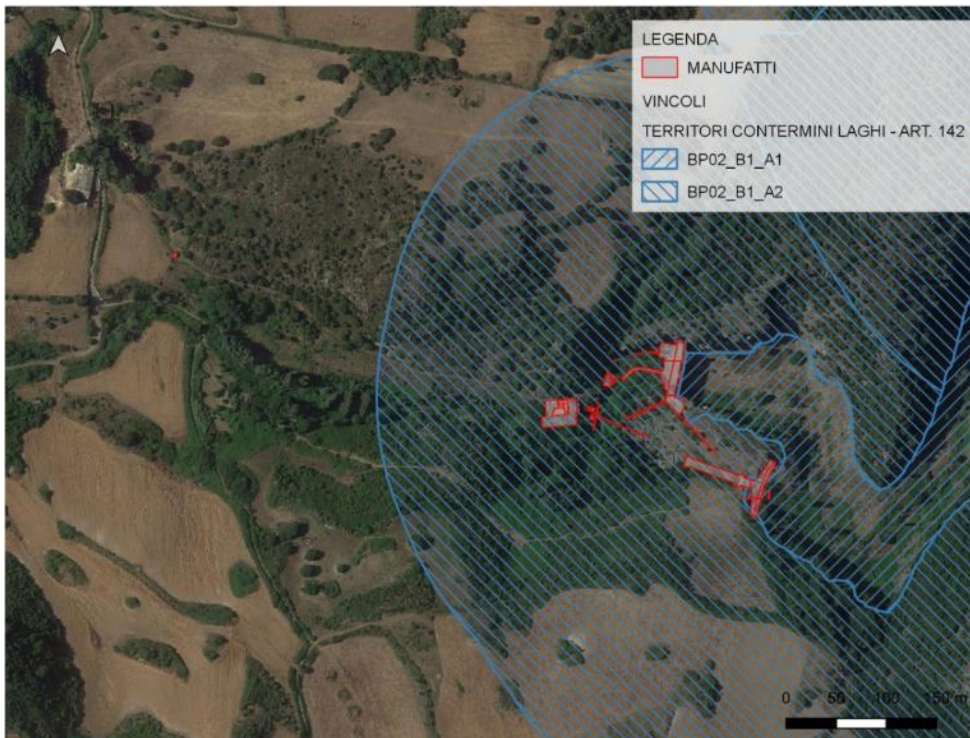 LEGENDA
MANUFATTI
VINCOLI
TERRITORI CONTERMINI LAGHI - ART. 142
BP02_B1_A1
BP02_B1_A2
0 50 100 150 m